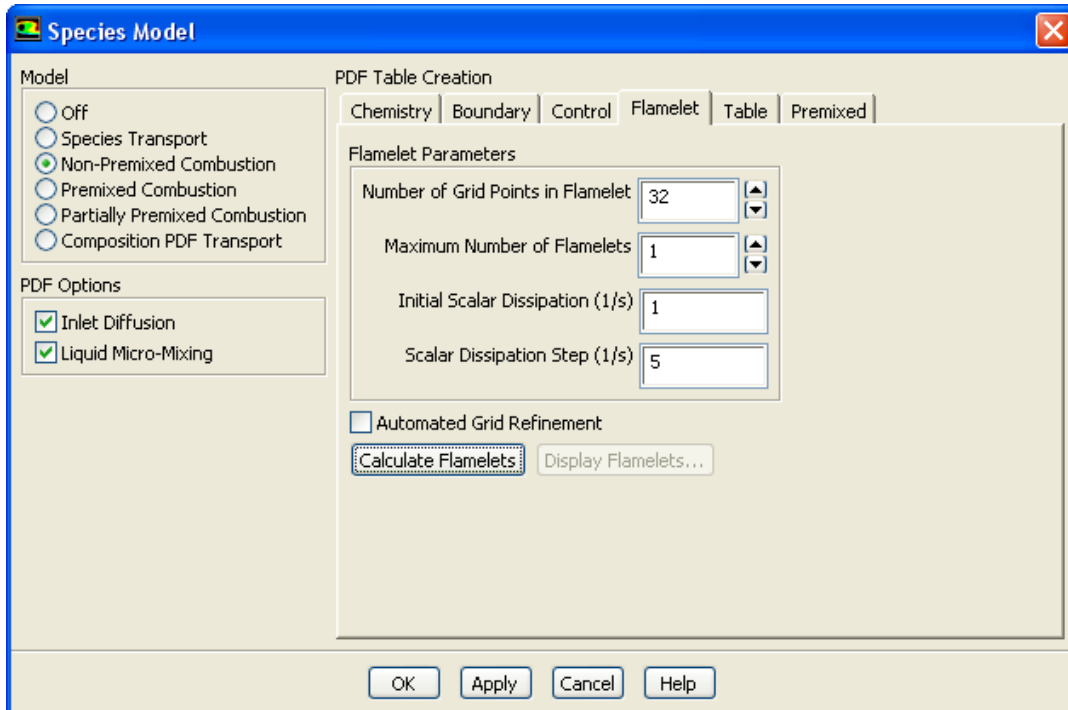 Species Model
Model
Off
Species Transport
Non-Premixed Combustion
Premixed Combustion
Partially Premixed Combustion
Composition PDF Transport
PDF Options
Inlet Diffusion
Liquid Micro-Mixing
PDF Table Creation
Chemistry Boundary Control Flamelet Table Premixed
Flamelet Parameters
Number of Grid Points in Flamelet 32
Maximum Number of Flamelets 1
Initial Scalar Dissipation (1/s) 1
Scalar Dissipation Step (1/s) 5
Automated Grid Refinement
Calculate Flamelets Display Flamelets...
OK Apply Cancel Help